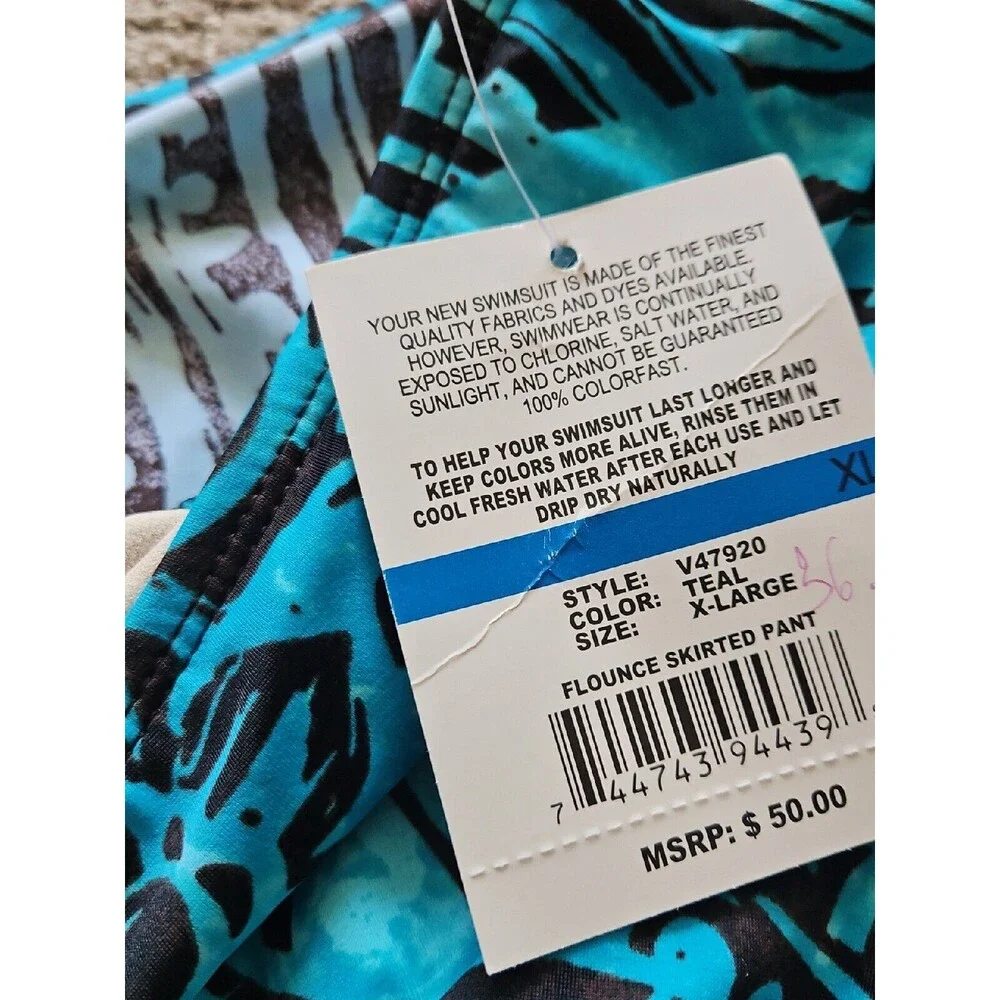 YOUR NEW SWIMSUIT IS MADE OF THE FINEST
QUALITY FABRICS AND DYES AVAILABLE.
HOWEVER, SWIMWEAR IS CONTINUALLY
EXPOSED TO CHLORINE, SALT WATER, AND
SUNLIGHT, AND CANNOT BE GUARANTEED
100% COLORFAST.
TO HELP YOUR SWIMSUIT LAST LONGER AND
KEEP COLORS MORE ALIVE, RINSE THEM IN
COOL FRESH WATER AFTER EACH USE AND LET
DRIP DRY NATURALLY
XL
STYLE: V47920
COLOR: TEAL
SIZE: X-LARGE 36
FLOUNCE SKIRTED PANT
7 44743 94439
MSRP: $ 50.00